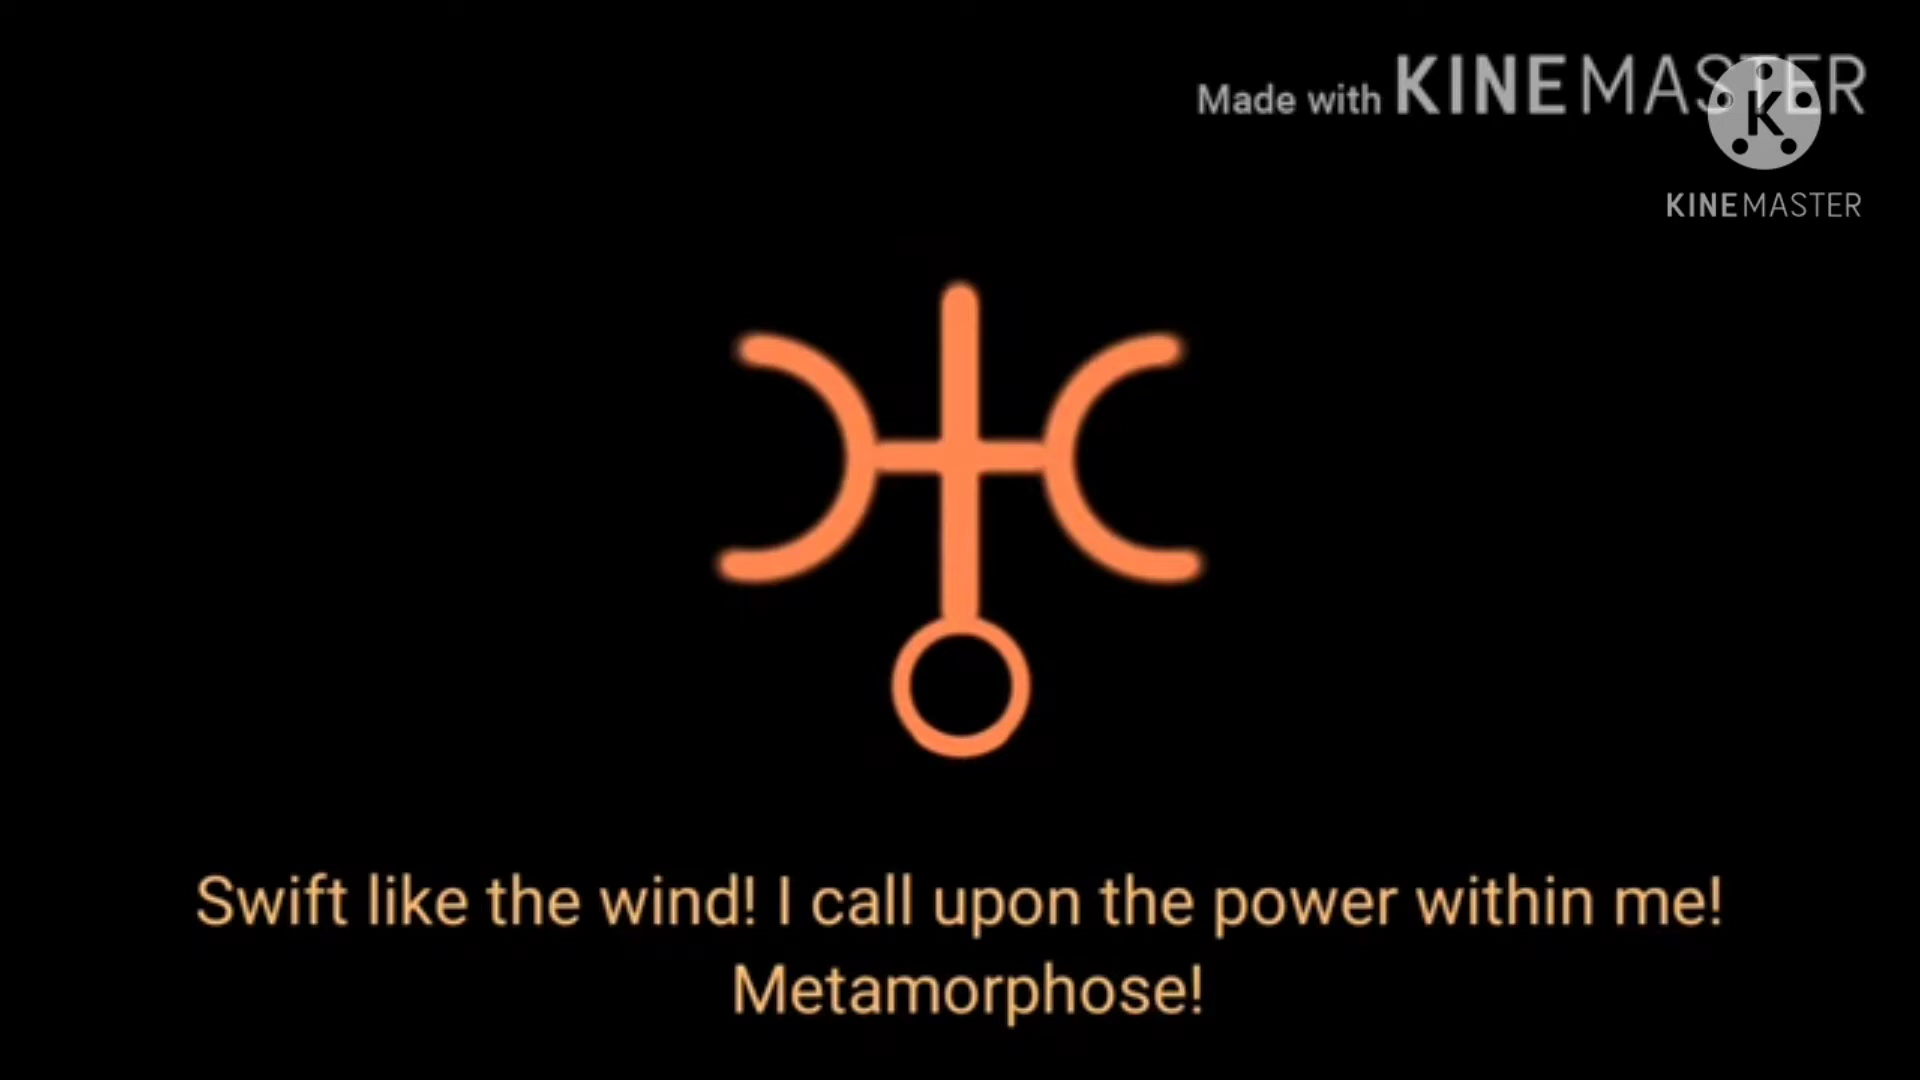 Made with KINEMASTER
K
KINEMASTER
Swift like the wind! I call upon the power within me!
Metamorphose!